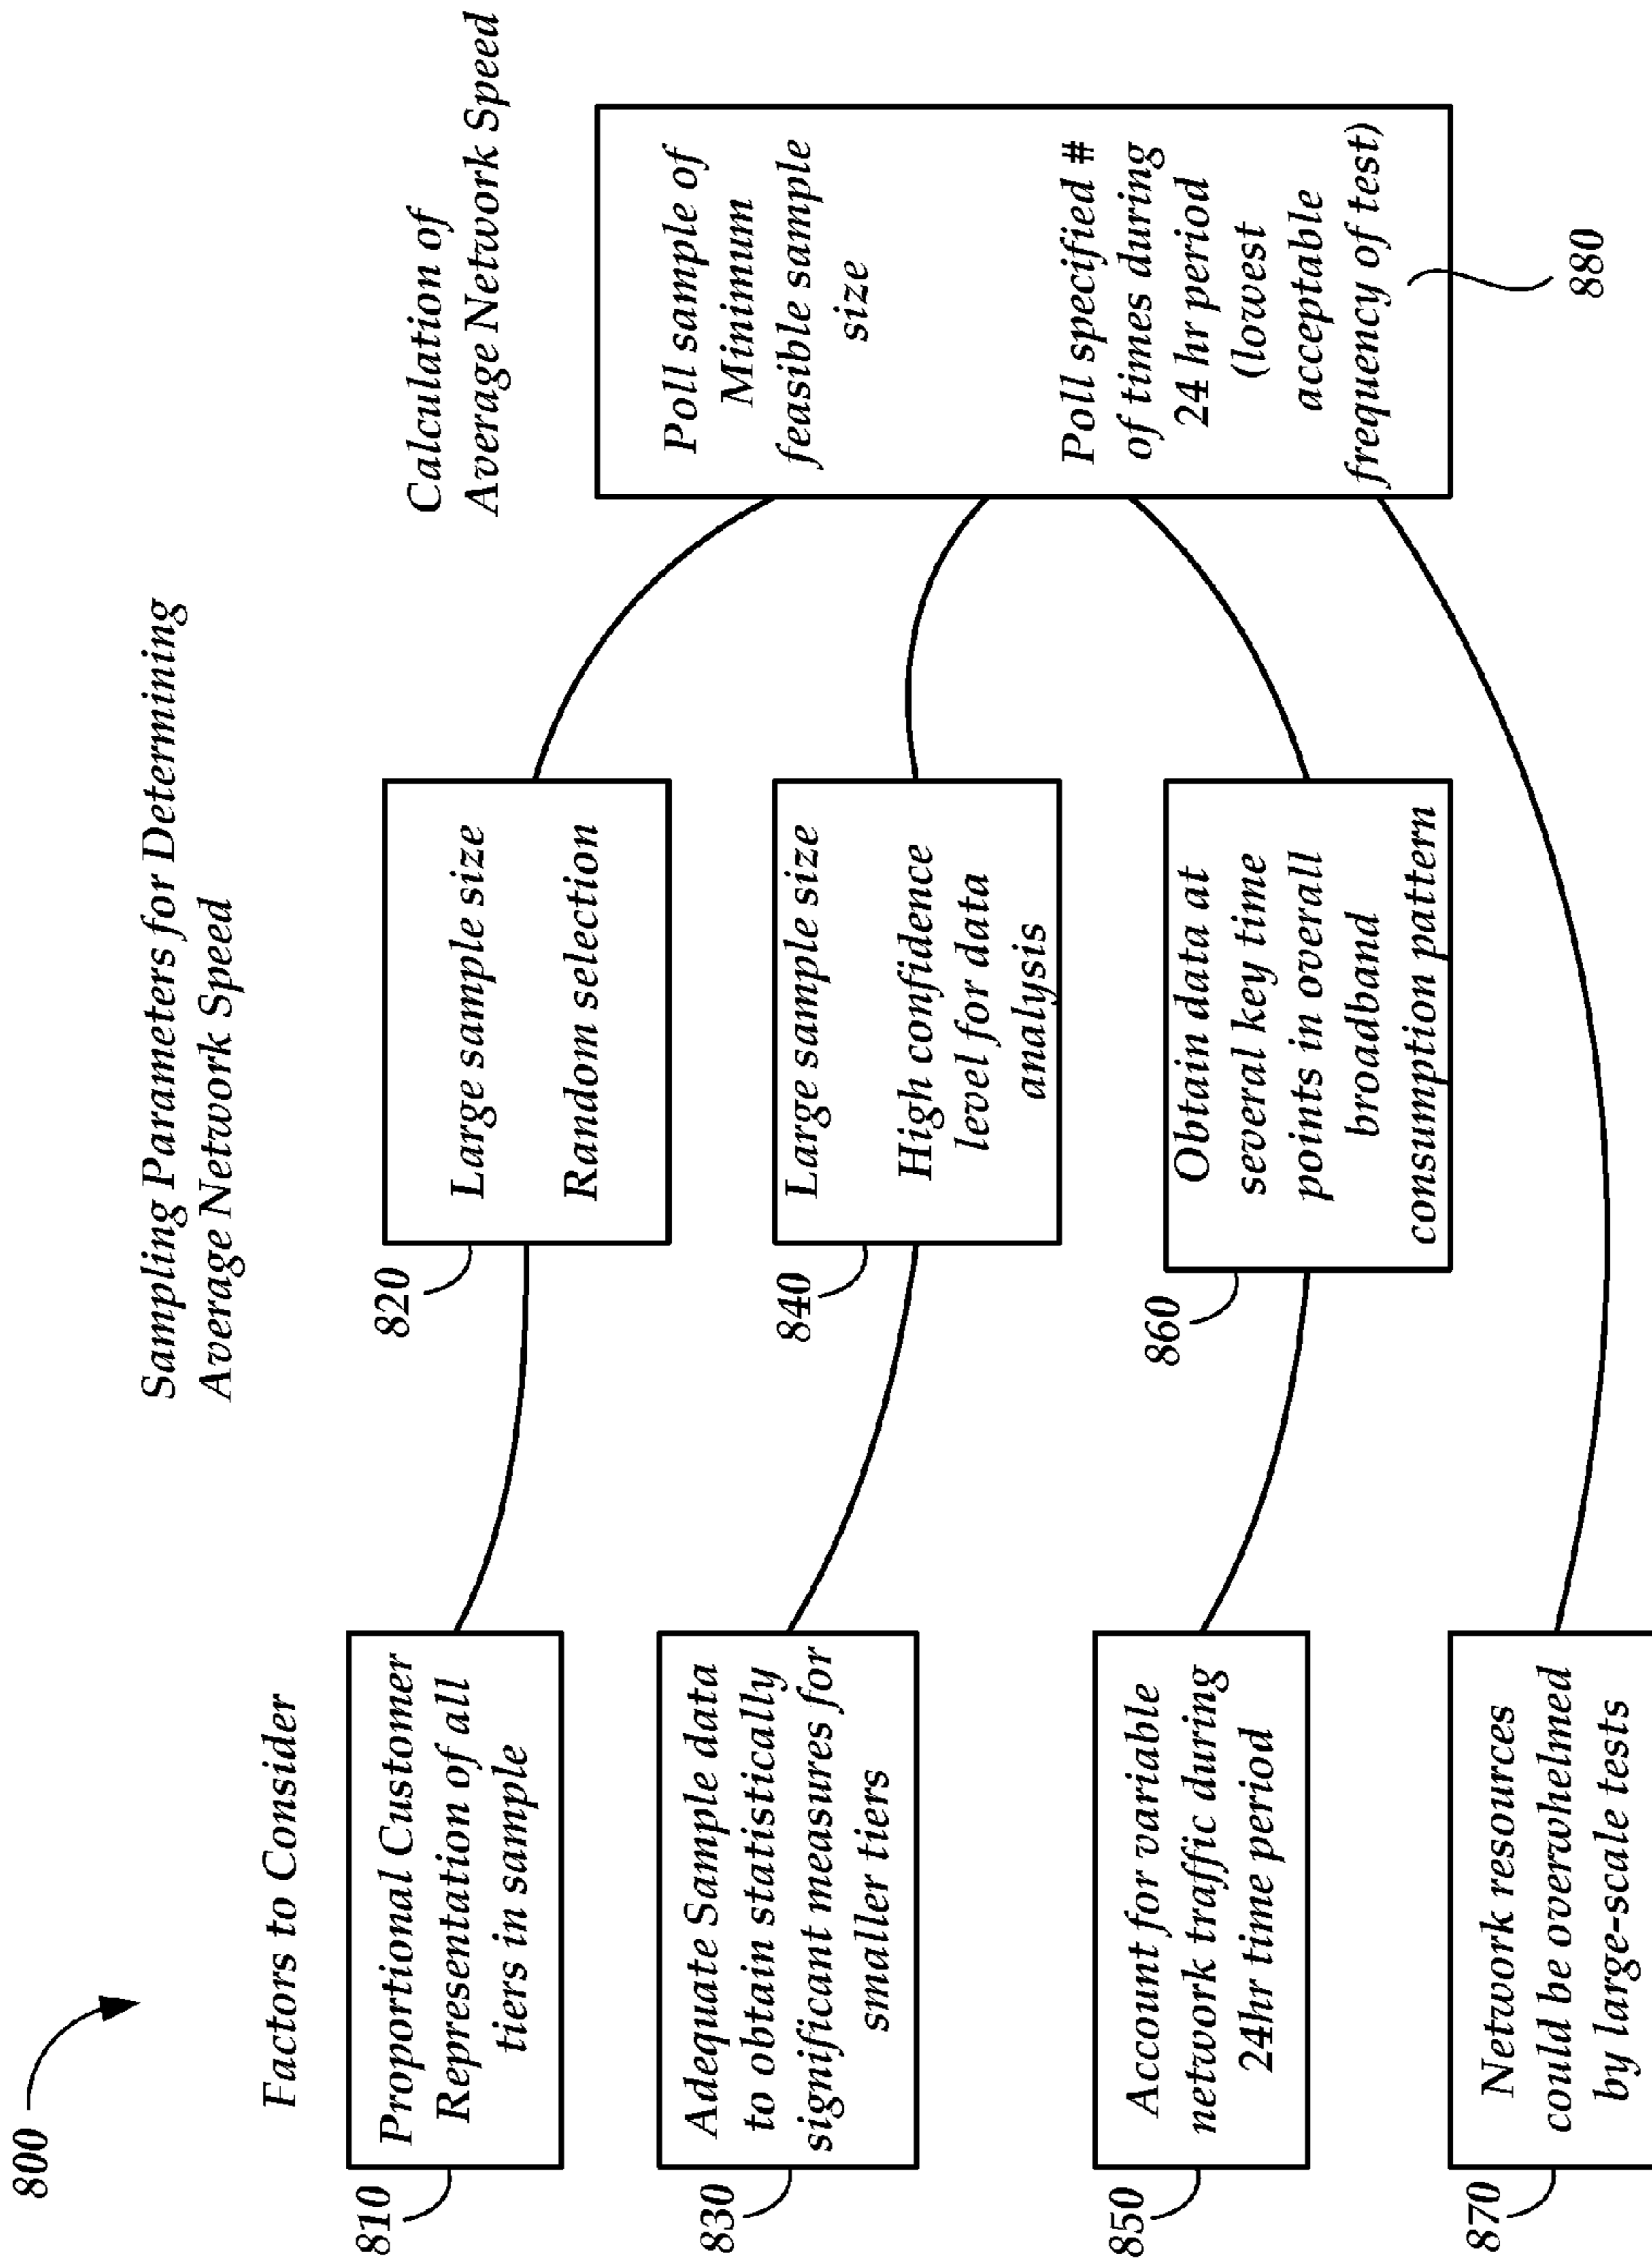 800
Sampling Parameters for Determining
Average Network Speed
Factors to Consider
Calculation of
Average Network Speed
810
Proportional Customer
Representation of all
tiers in sample
820
Large sample size
Random selection
830
Adequate Sample data
to obtain statistically
significant measures for
smaller tiers
840
Large sample size
High confidence
level for data
analysis
850
Account for variable
network traffic during
24hr time period
860
Obtain data at
several key time
points in overall
broadband
consumption pattern
870
Network resources
could be overwhelmed
by large-scale tests
Poll sample of
Minimum
feasible sample
size
Poll specified #
of times during
24 hr period
(lowest
acceptable
frequency of test)
880